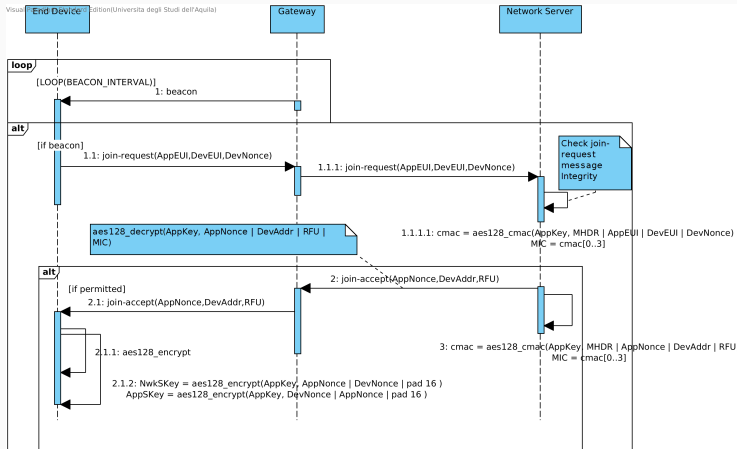 Visual Paradigm Standard Edition(Universita degli Studi dell'Aquila)
End Device
Gateway
Network Server
loop
[LOOP(BEACON_INTERVAL)]
1: beacon
alt
[if beacon]
1.1: join-request(AppEUI,DevEUI,DevNonce)
1.1.1: join-request(AppEUI,DevEUI,DevNonce)
Check join-
request
message
Integrity
1.1.1.1: cmac = aes128_cmac(AppKey, MHDR | AppEUI | DevEUI | DevNonce)
MIC = cmac[0..3]
aes128_decrypt(AppKey, AppNonce | DevAddr | RFU |
MIC)
alt
[if permitted]
2: join-accept(AppNonce,DevAddr,RFU)
2.1: join-accept(AppNonce,DevAddr,RFU)
3: cmac = aes128_cmac(AppKey, MHDR | AppNonce | DevAddr | RFU
MIC = cmac[0..3]
2.1.1: aes128_encrypt
2.1.2: NwkSKey = aes128_encrypt(AppKey, AppNonce | DevNonce | pad 16 )
AppSKey = aes128_encrypt(AppKey, DevNonce | AppNonce | pad 16 )